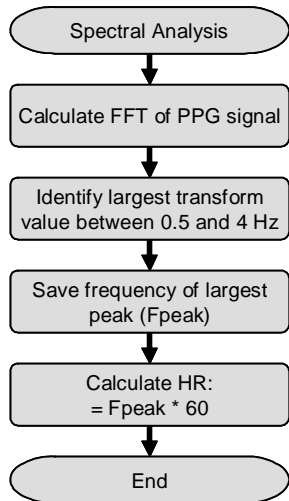 Spectral Analysis
Calculate FFT of PPG signal
Identify largest transform
value between 0.5 and 4 Hz
Save frequency of largest
peak (Fpeak)
Calculate HR:
= Fpeak * 60
End